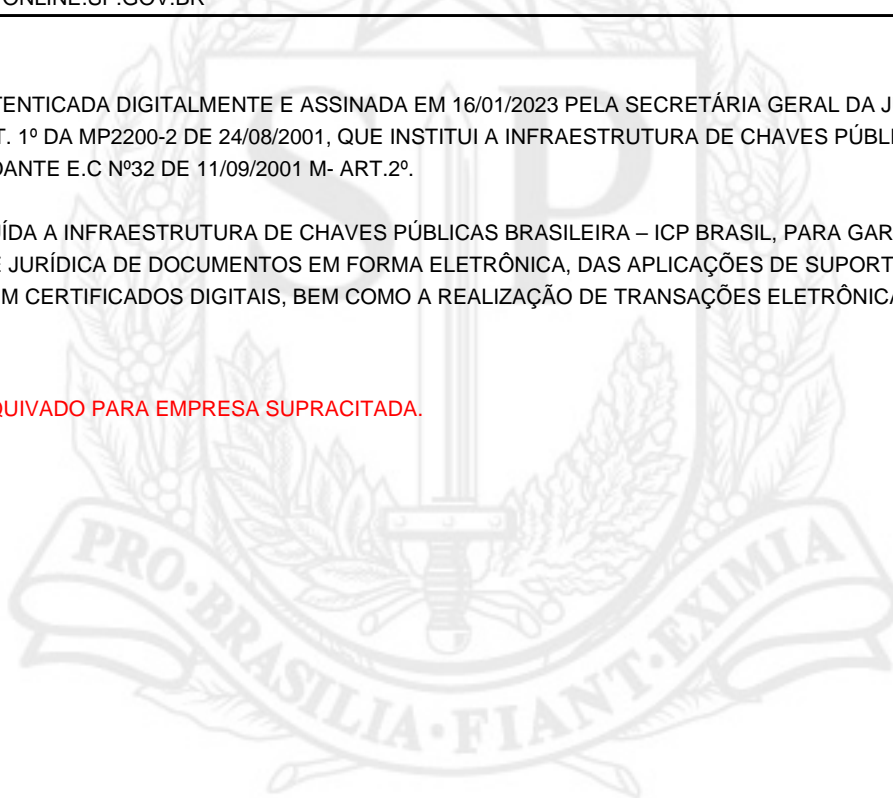 ONLINE.SP.GOV.BR
TENTICADA DIGITALMENTE E ASSINADA EM 16/01/2023 PELA SECRETÁRIA GERAL DA J
T. 1º DA MP2200-2 DE 24/08/2001, QUE INSTITUI A INFRAESTRUTURA DE CHAVES PÚBL
DANTE E.C Nº32 DE 11/09/2001 M- ART.2º.
UÍDA A INFRAESTRUTURA DE CHAVES PÚBLICAS BRASILEIRA – ICP BRASIL, PARA GAR
E JURÍDICA DE DOCUMENTOS EM FORMA ELETRÔNICA, DAS APLICAÇÕES DE SUPORT
M CERTIFICADOS DIGITAIS, BEM COMO A REALIZAÇÃO DE TRANSAÇÕES ELETRÔNICA
QUIVADO PARA EMPRESA SUPRACITADA.
SP
PRO·BRASILIA·FIANT·EXIMIA